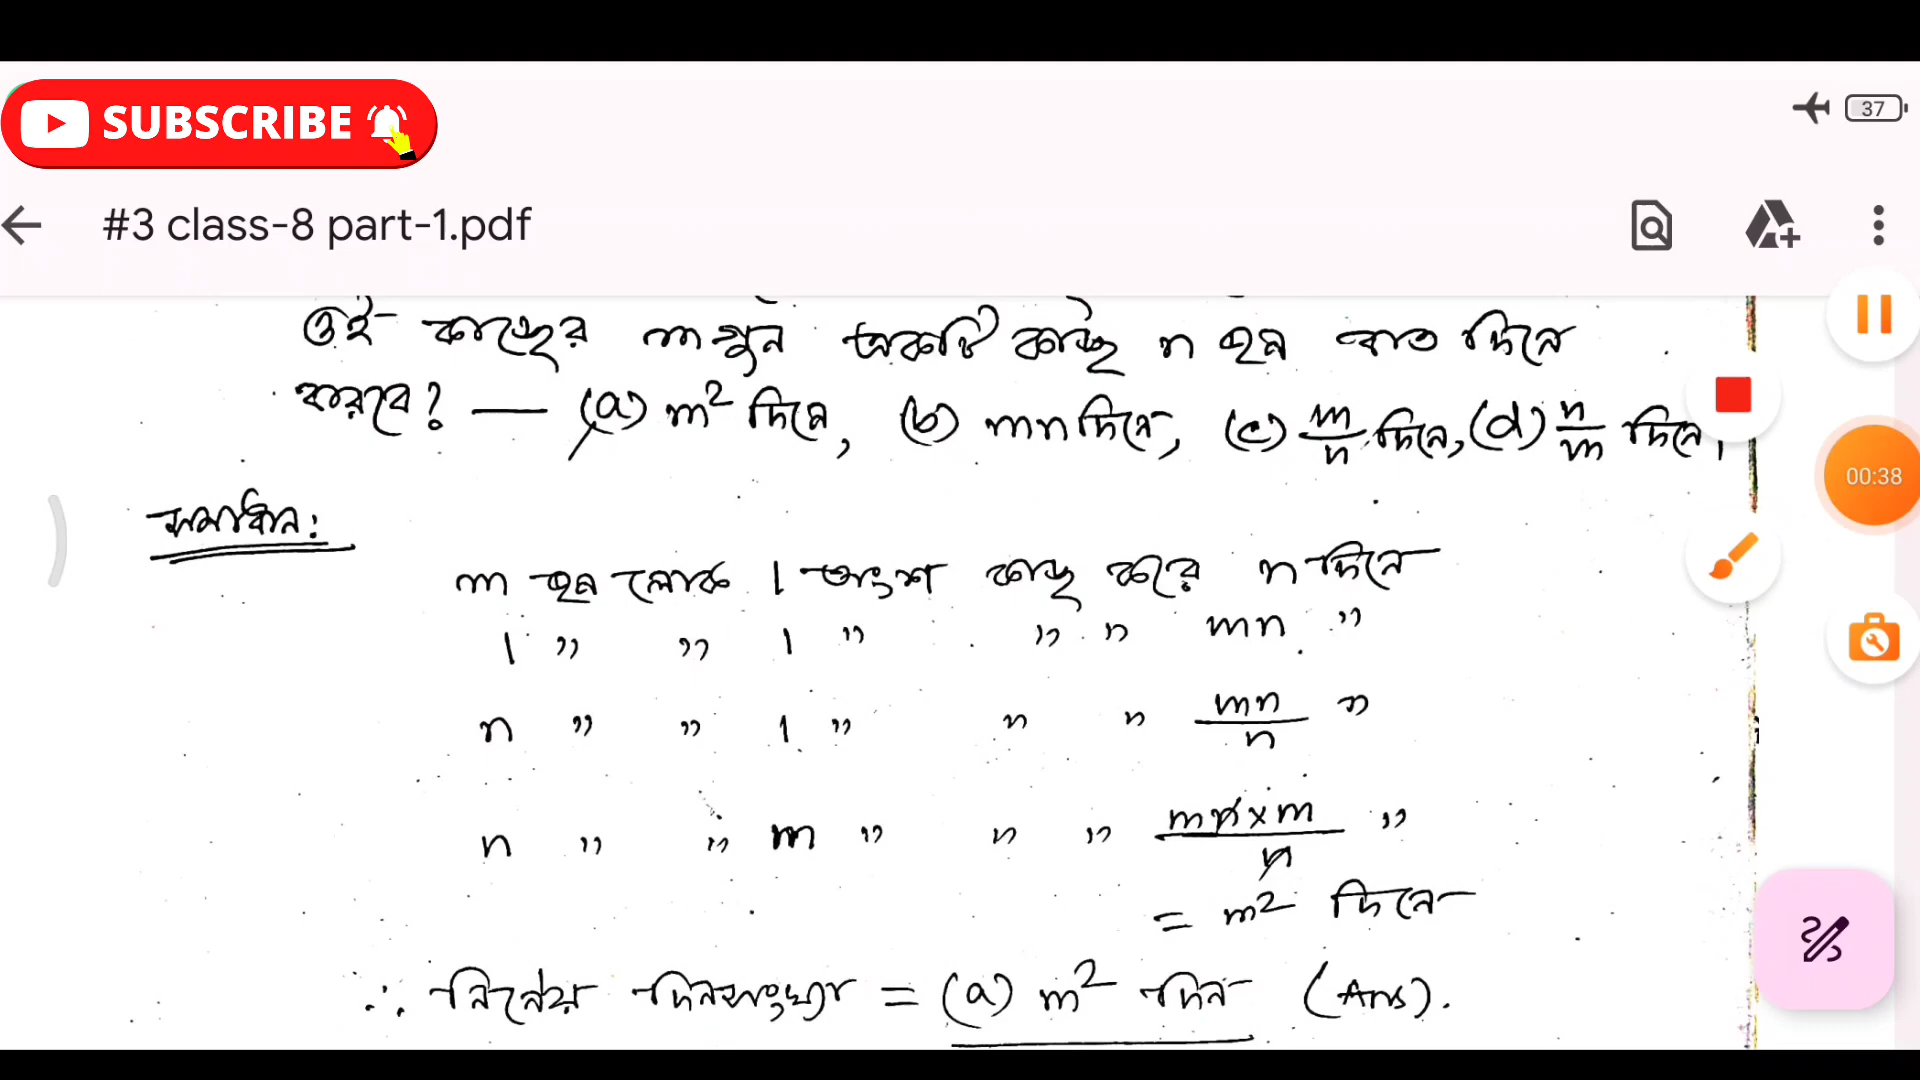 SUBSCRIBE
37
#3 class-8 part-1.pdf
ওই কাজের m গুন একটি কাজ n জন কত দিনে
করবে? — (a) m² দিনে, (b) mn দিনে, (c) m/n দিনে, (d) n/m দিনে।
00:38
সমাধান:
m জন লোক 1 অংশ কাজ করে n দিনে
1 " " 1 " " " mn "
n " " 1 " " " mn/n "
n " " m " " " mn×m/n "
= m² দিনে
∴ নির্নেয় দিনসংখ্যা = (a) m² দিন (Ans).